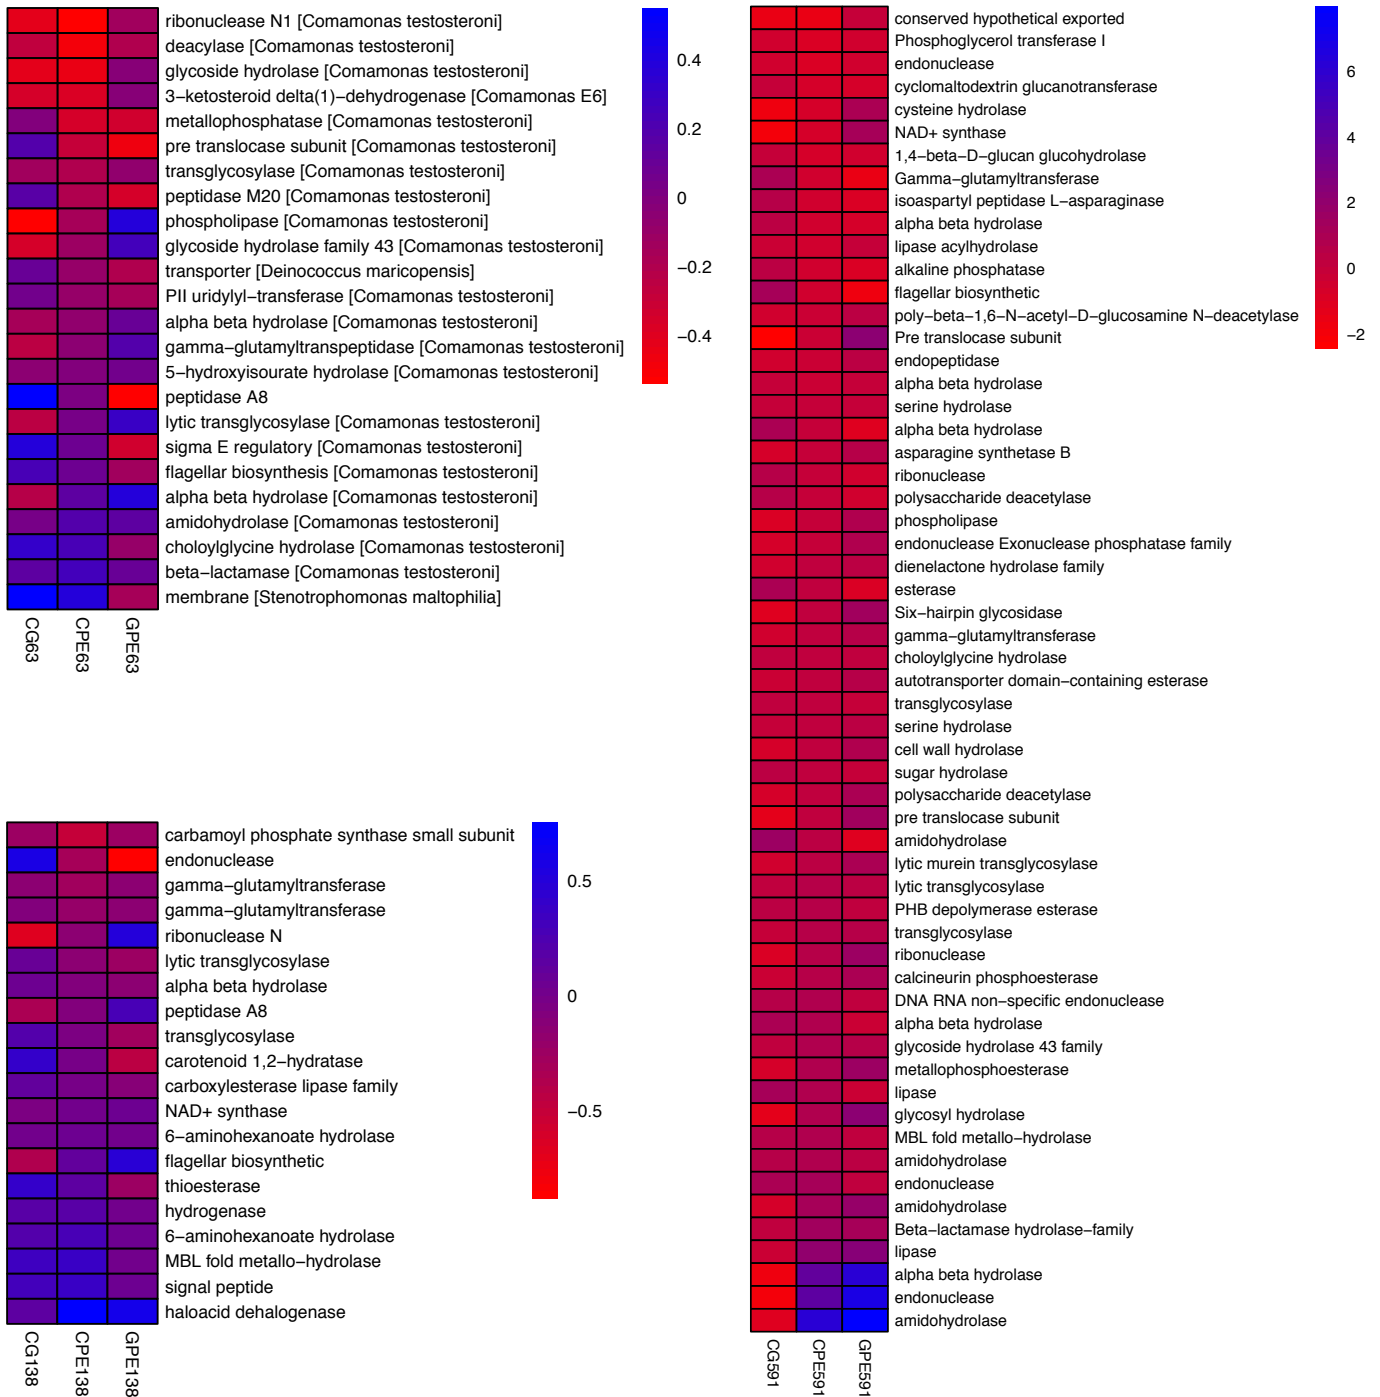 ribonuclease N1 [Comamonas testosteroni]
deacylase [Comamonas testosteroni]
glycoside hydrolase [Comamonas testosteroni]
3−ketosteroid delta(1)−dehydrogenase [Comamonas E6]
metallophosphatase [Comamonas testosteroni]
pre translocase subunit [Comamonas testosteroni]
transglycosylase [Comamonas testosteroni]
peptidase M20 [Comamonas testosteroni]
phospholipase [Comamonas testosteroni]
glycoside hydrolase family 43 [Comamonas testosteroni]
transporter [Deinococcus maricopensis]
PII uridylyl−transferase [Comamonas testosteroni]
alpha beta hydrolase [Comamonas testosteroni]
gamma−glutamyltranspeptidase [Comamonas testosteroni]
5−hydroxyisourate hydrolase [Comamonas testosteroni]
peptidase A8
lytic transglycosylase [Comamonas testosteroni]
sigma E regulatory [Comamonas testosteroni]
flagellar biosynthesis [Comamonas testosteroni]
alpha beta hydrolase [Comamonas testosteroni]
amidohydrolase [Comamonas testosteroni]
choloylglycine hydrolase [Comamonas testosteroni]
beta−lactamase [Comamonas testosteroni]
membrane [Stenotrophomonas maltophilia]
CG63
CPE63
GPE63
0.4
0.2
0
−0.2
−0.4
carbamoyl phosphate synthase small subunit
endonuclease
gamma−glutamyltransferase
gamma−glutamyltransferase
ribonuclease N
lytic transglycosylase
alpha beta hydrolase
peptidase A8
transglycosylase
carotenoid 1,2−hydratase
carboxylesterase lipase family
NAD+ synthase
6−aminohexanoate hydrolase
flagellar biosynthetic
thioesterase
hydrogenase
6−aminohexanoate hydrolase
MBL fold metallo−hydrolase
signal peptide
haloacid dehalogenase
CG138
CPE138
GPE138
0.5
0
−0.5
conserved hypothetical exported
Phosphoglycerol transferase I
endonuclease
cyclomaltodextrin glucanotransferase
cysteine hydrolase
NAD+ synthase
1,4−beta−D−glucan glucohydrolase
Gamma−glutamyltransferase
isoaspartyl peptidase L−asparaginase
alpha beta hydrolase
lipase acylhydrolase
alkaline phosphatase
flagellar biosynthetic
poly−beta−1,6−N−acetyl−D−glucosamine N−deacetylase
Pre translocase subunit
endopeptidase
alpha beta hydrolase
serine hydrolase
alpha beta hydrolase
asparagine synthetase B
ribonuclease
polysaccharide deacetylase
phospholipase
endonuclease Exonuclease phosphatase family
dienelactone hydrolase family
esterase
Six−hairpin glycosidase
gamma−glutamyltransferase
choloylglycine hydrolase
autotransporter domain−containing esterase
transglycosylase
serine hydrolase
cell wall hydrolase
sugar hydrolase
polysaccharide deacetylase
pre translocase subunit
amidohydrolase
lytic murein transglycosylase
lytic transglycosylase
PHB depolymerase esterase
transglycosylase
ribonuclease
calcineurin phosphoesterase
DNA RNA non−specific endonuclease
alpha beta hydrolase
glycoside hydrolase 43 family
metallophosphoesterase
lipase
glycosyl hydrolase
MBL fold metallo−hydrolase
amidohydrolase
endonuclease
amidohydrolase
Beta−lactamase hydrolase−family
lipase
alpha beta hydrolase
endonuclease
amidohydrolase
CG591
CPE591
GPE591
6
4
2
0
−2